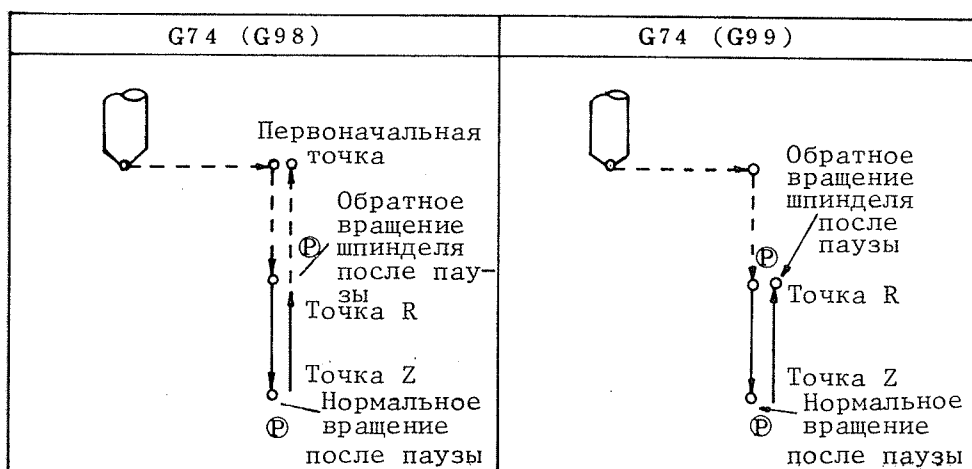 G74 (G98)
Первоначальная
точка
Обратное
вращение
Ⓟ шпинделя
после пау-
зы
Точка R
Точка Z
Нормальное
Ⓟ вращение
после паузы
G74 (G99)
Обратное
вращение
шпинделя
после
паузы
Ⓟ
Точка R
Точка Z
Нормальное
Ⓟ вращение
после паузы